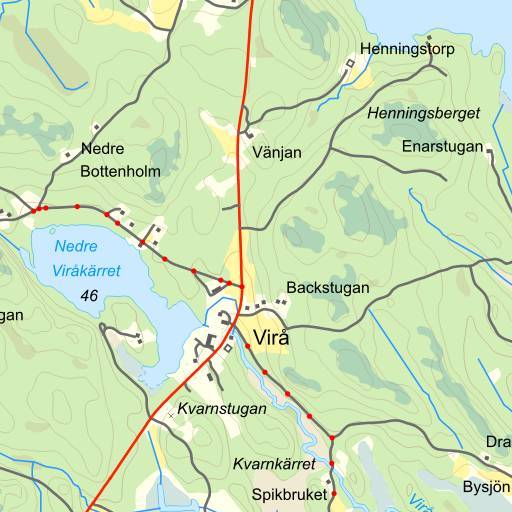 Henningstorp
Henningsberget
Nedre
Bottenholm
Vänjan
Enarstugan
Nedre
Viråkärret
46
Backstugan
gan
Virå
Kvarnstugan
Dra
Kvarnkärret
Bysjön
Spikbruket
Virå